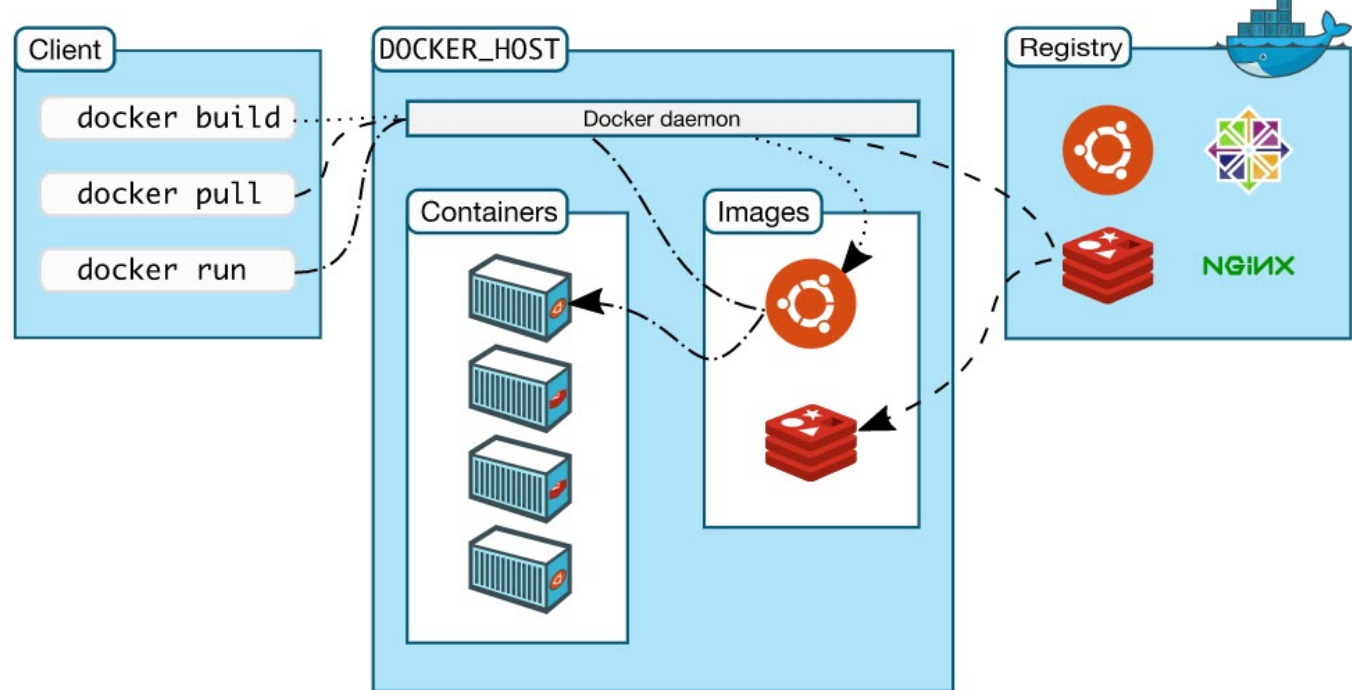 Client
docker build
docker pull
docker run
DOCKER_HOST
Docker daemon
Containers
Images
Registry
NGINX